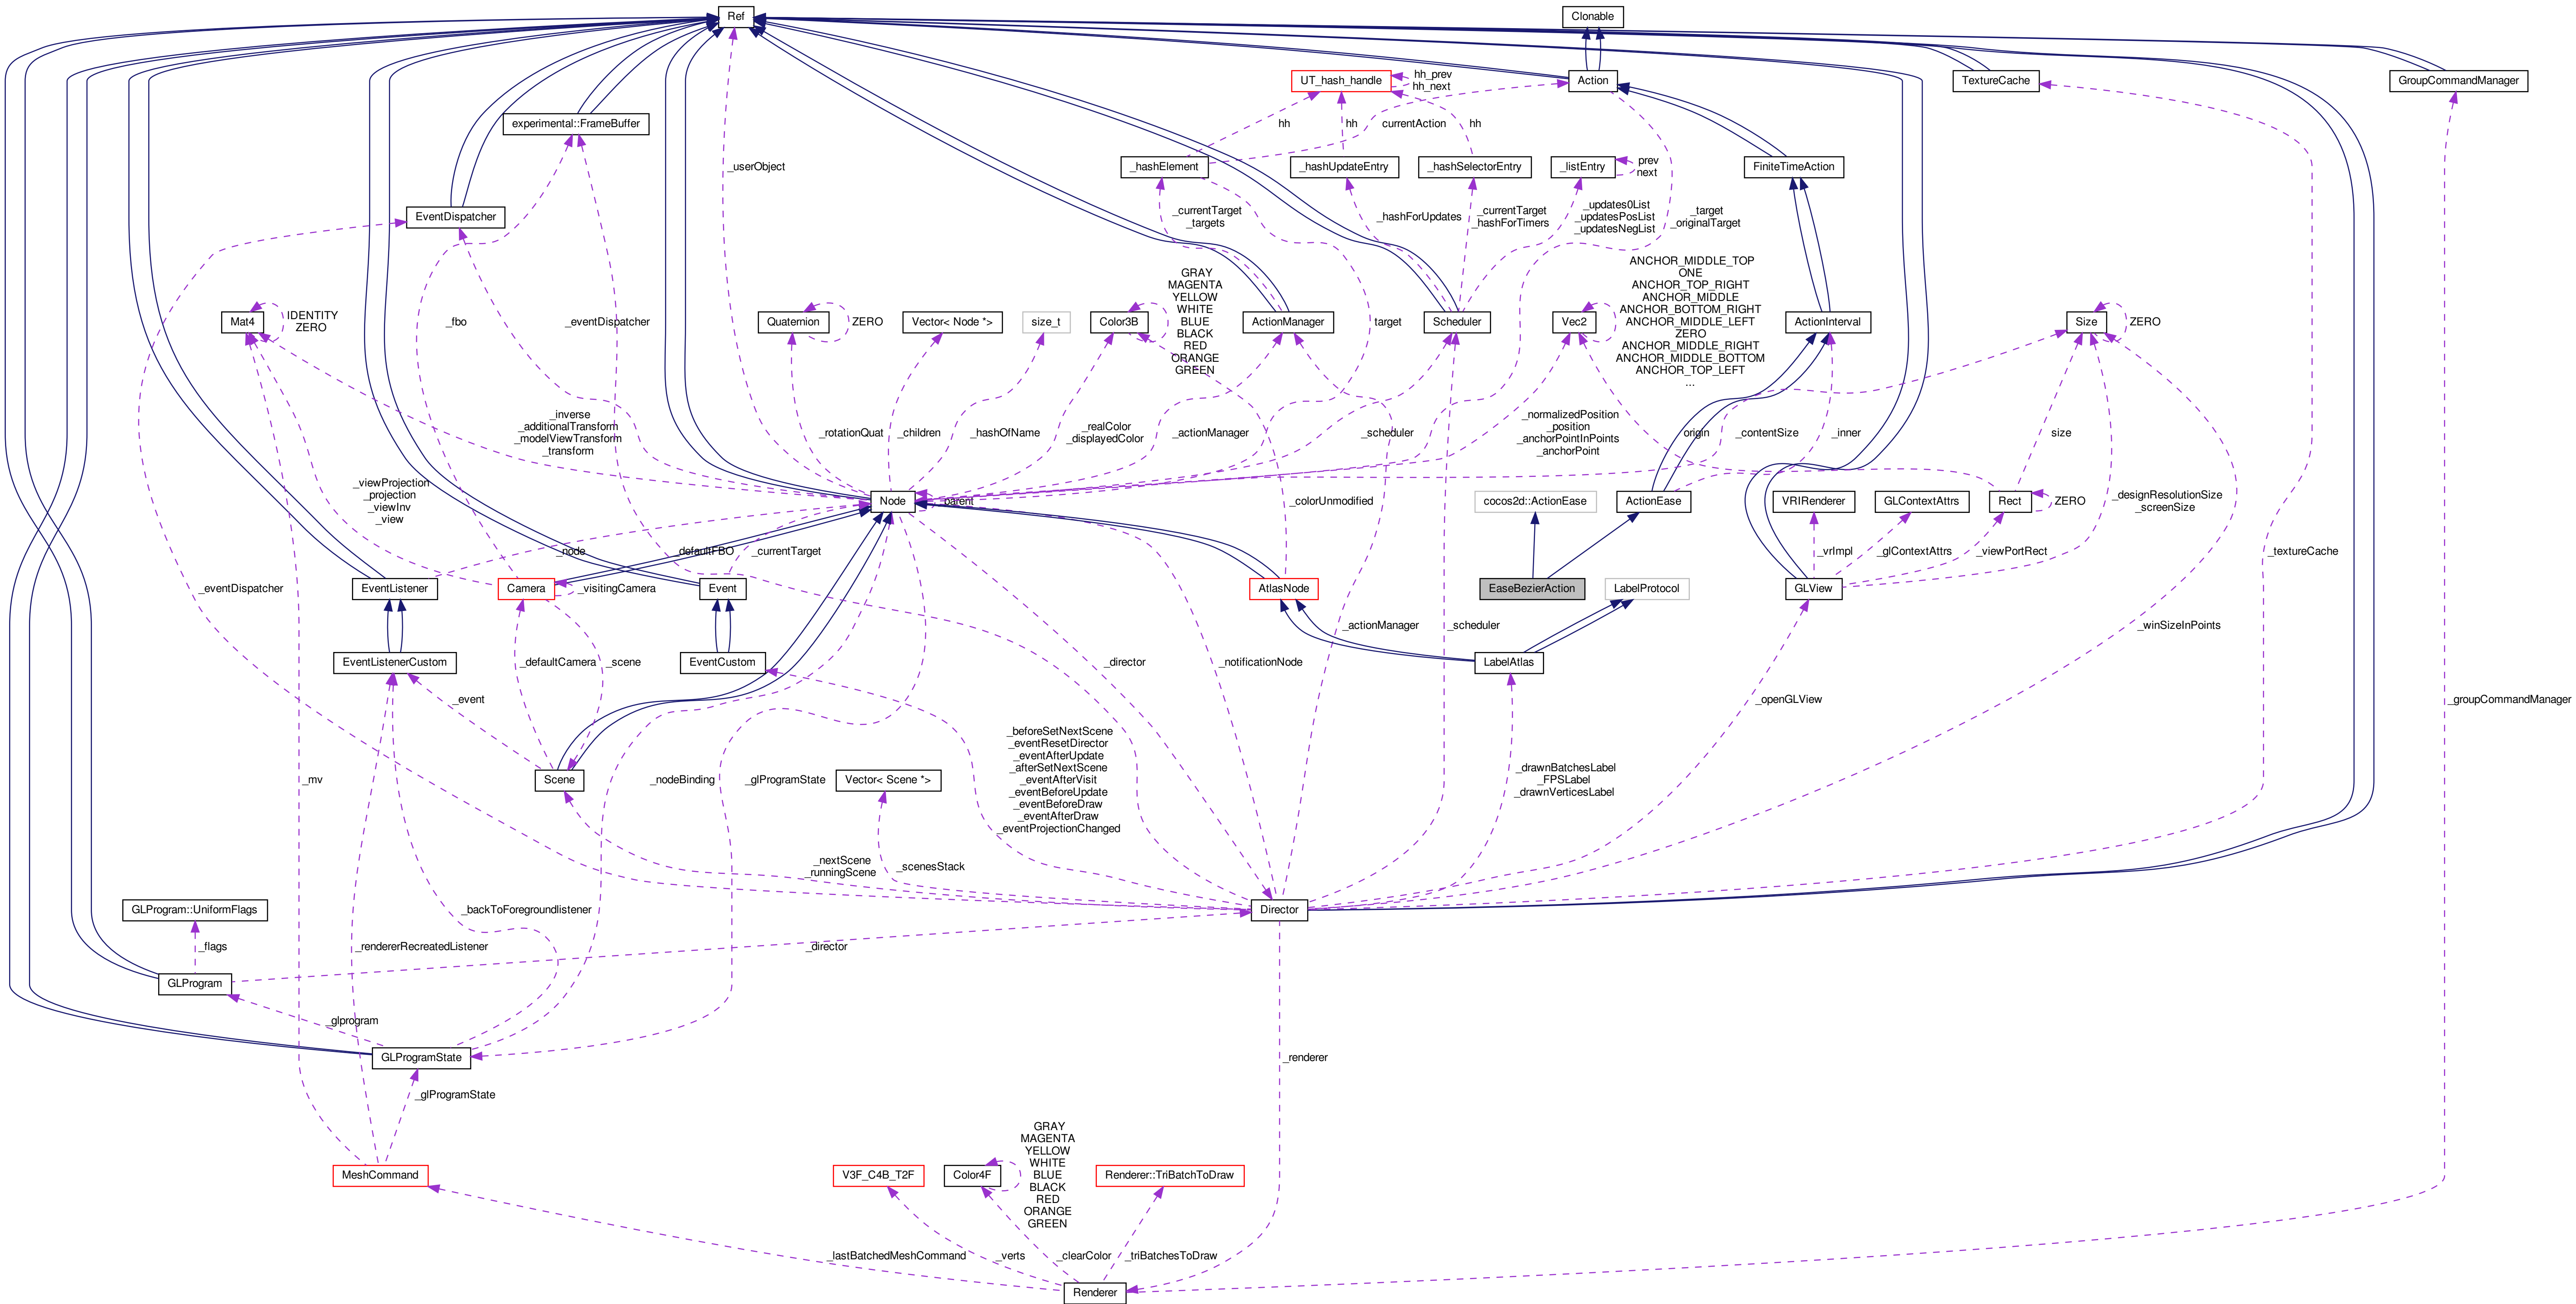 Ref
Clonable
UT_hash_handle
hh_prev
hh_next
Action
TextureCache
GroupCommandManager
experimental::FrameBuffer
hh
hh
currentAction
hh
_userObject
_hashElement
_hashUpdateEntry
_hashSelectorEntry
_listEntry
prev
next
FiniteTimeAction
EventDispatcher
_currentTarget
_targets
_hashForUpdates
_currentTarget
_hashForTimers
_updates0List
_updatesPosList
_updatesNegList
_target
_originalTarget
Mat4
IDENTITY
ZERO
_fbo
_eventDispatcher
Quaternion
ZERO
Vector< Node *>
size_t
Color3B
GRAY
MAGENTA
YELLOW
WHITE
BLUE
BLACK
RED
ORANGE
GREEN
ActionManager
target
Scheduler
Vec2
ANCHOR_MIDDLE_TOP
ONE
ANCHOR_TOP_RIGHT
ANCHOR_MIDDLE
ANCHOR_BOTTOM_RIGHT
ANCHOR_MIDDLE_LEFT
ZERO
ANCHOR_MIDDLE_RIGHT
ANCHOR_MIDDLE_BOTTOM
ANCHOR_TOP_LEFT
...
ActionInterval
Size
ZERO
_inverse
_additionalTransform
_modelViewTransform
_transform
_rotationQuat
_children
_hashOfName
_realColor
_displayedColor
_actionManager
_scheduler
_normalizedPosition
_position
_anchorPointInPoints
_anchorPoint
origin
_contentSize
_inner
size
_viewProjection
_projection
_viewInv
_view
Node
_parent
_colorUnmodified
cocos2d::ActionEase
ActionEase
VRIRenderer
GLContextAttrs
Rect
ZERO
_designResolutionSize
_screenSize
_node
_defaultFBO
_currentTarget
_vrImpl
_glContextAttrs
_viewPortRect
_textureCache
_eventDispatcher
EventListener
Camera
_visitingCamera
Event
AtlasNode
EaseBezierAction
LabelProtocol
GLView
_actionManager
_scheduler
_winSizeInPoints
EventListenerCustom
_defaultCamera
_scene
EventCustom
_director
_notificationNode
LabelAtlas
_event
_openGLView
_groupCommandManager
_mv
Scene
_nodeBinding
_glProgramState
Vector< Scene *>
_beforeSetNextScene
_eventResetDirector
_eventAfterUpdate
_afterSetNextScene
_eventAfterVisit
_eventBeforeUpdate
_eventBeforeDraw
_eventAfterDraw
_eventProjectionChanged
_drawnBatchesLabel
_FPSLabel
_drawnVerticesLabel
_nextScene
_runningScene
_scenesStack
GLProgram::UniformFlags
_backToForegroundlistener
Director
_flags
_rendererRecreatedListener
_director
GLProgram
_glprogram
GLProgramState
_renderer
_glProgramState
MeshCommand
V3F_C4B_T2F
Color4F
GRAY
MAGENTA
YELLOW
WHITE
BLUE
BLACK
RED
ORANGE
GREEN
Renderer::TriBatchToDraw
_lastBatchedMeshCommand
_verts
_clearColor
_triBatchesToDraw
Renderer